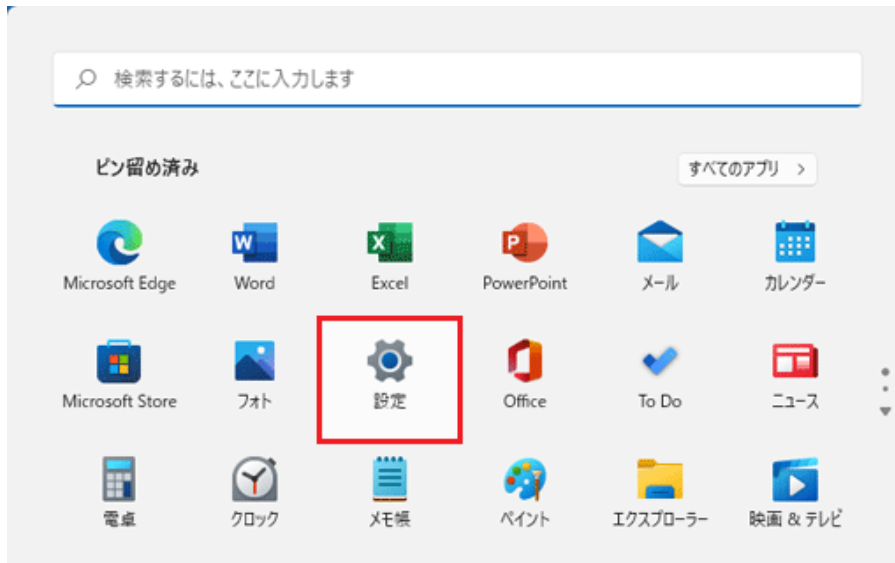 検索するには、ここに入力します
ピン留め済み
すべてのアプリ >
Microsoft Edge
Word
Excel
PowerPoint
メール
カレンダー
Microsoft Store
フォト
設定
Office
To Do
ニュース
電卓
クロック
メモ帳
ペイント
エクスプローラー
映画 & テレビ